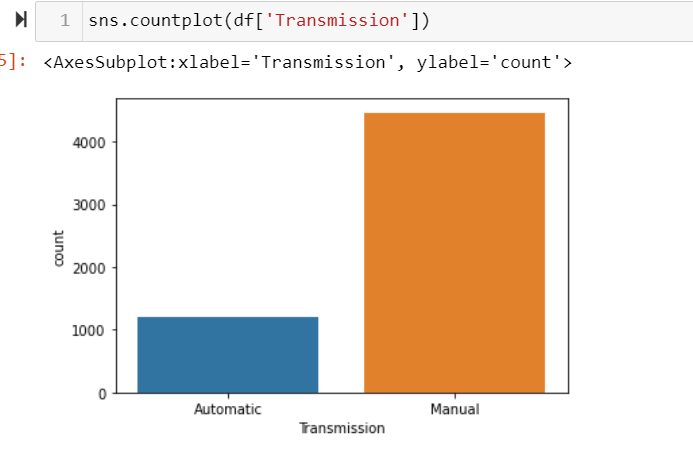 1 sns.countplot(df['Transmission'])
5]: <AxesSubplot:xlabel='Transmission', ylabel='count'>
4000
3000
2000
1000
0
count
Automatic Manual
Transmission